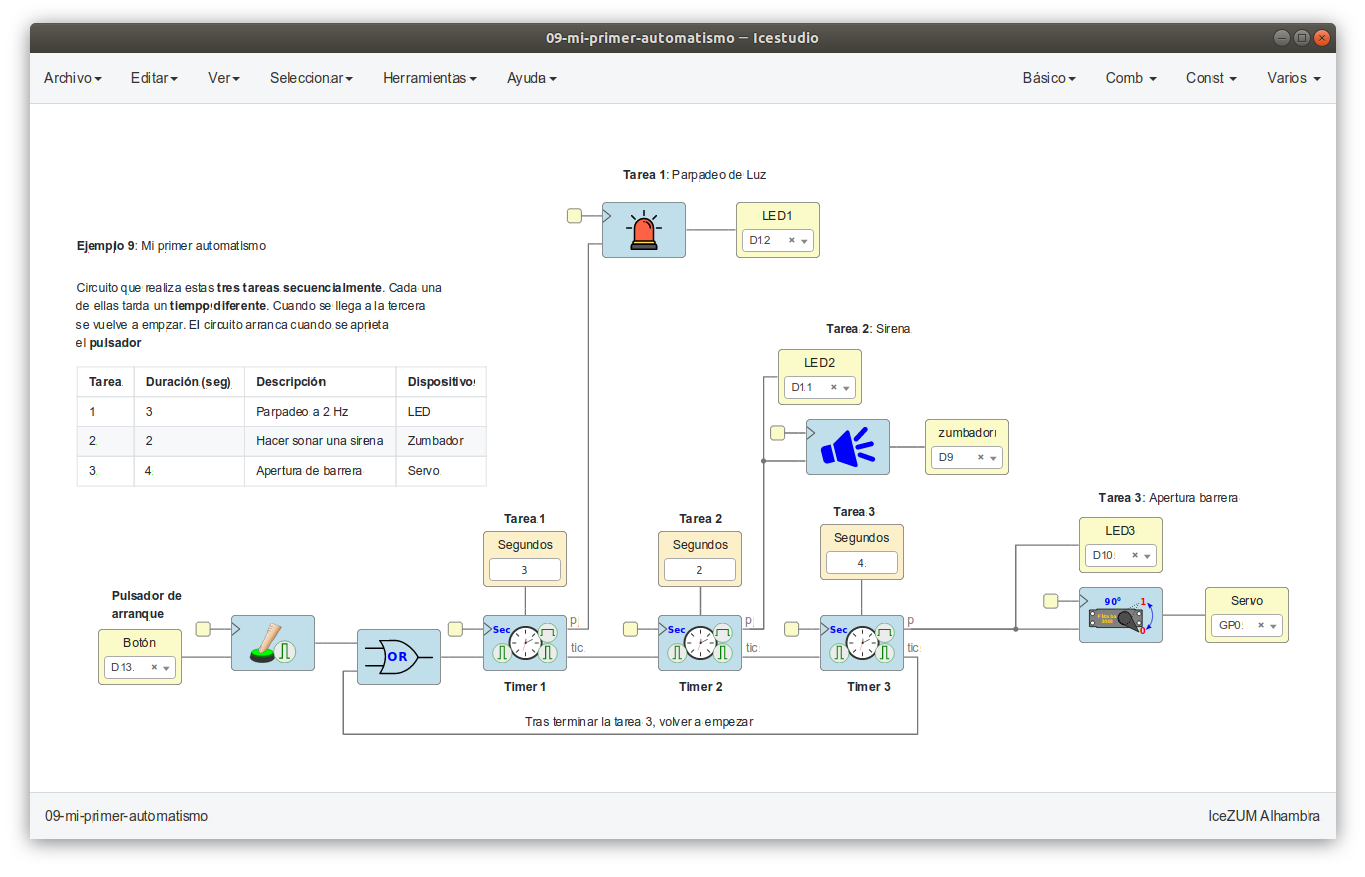 09-mi-primer-automatismo — Icestudio
Archivo Editar Ver Seleccionar Herramientas Ayuda Básico Comb Const Varios
Tarea 1: Parpadeo de Luz
LED1
D12
Ejemplo 9: Mi primer automatismo
Circuito que realiza estas tres tareas secuencialmente. Cada una
de ellas tarda un tiempo diferente. Cuando se llega a la tercera
se vuelve a empzar. El circuito arranca cuando se aprieta
el pulsador
Tarea Duración (seg) Descripción Dispositivo
1 3 Parpadeo a 2 Hz LED
2 2 Hacer sonar una sirena Zumbador
3 4 Apertura de barrera Servo
Tarea 2: Sirena
LED2
D11
zumbador
D9
Tarea 3: Apertura barrera
LED3
D10
90º 1
0
Servo
GP0
Tarea 1
Segundos
3
Tarea 2
Segundos
2
Tarea 3
Segundos
4
Pulsador de
arranque
Botón
D13
OR
Sec
p
tic
Timer 1
Sec
p
tic
Timer 2
Sec
p
tic
Timer 3
Tras terminar la tarea 3, volver a empezar
09-mi-primer-automatismo IceZUM Alhambra